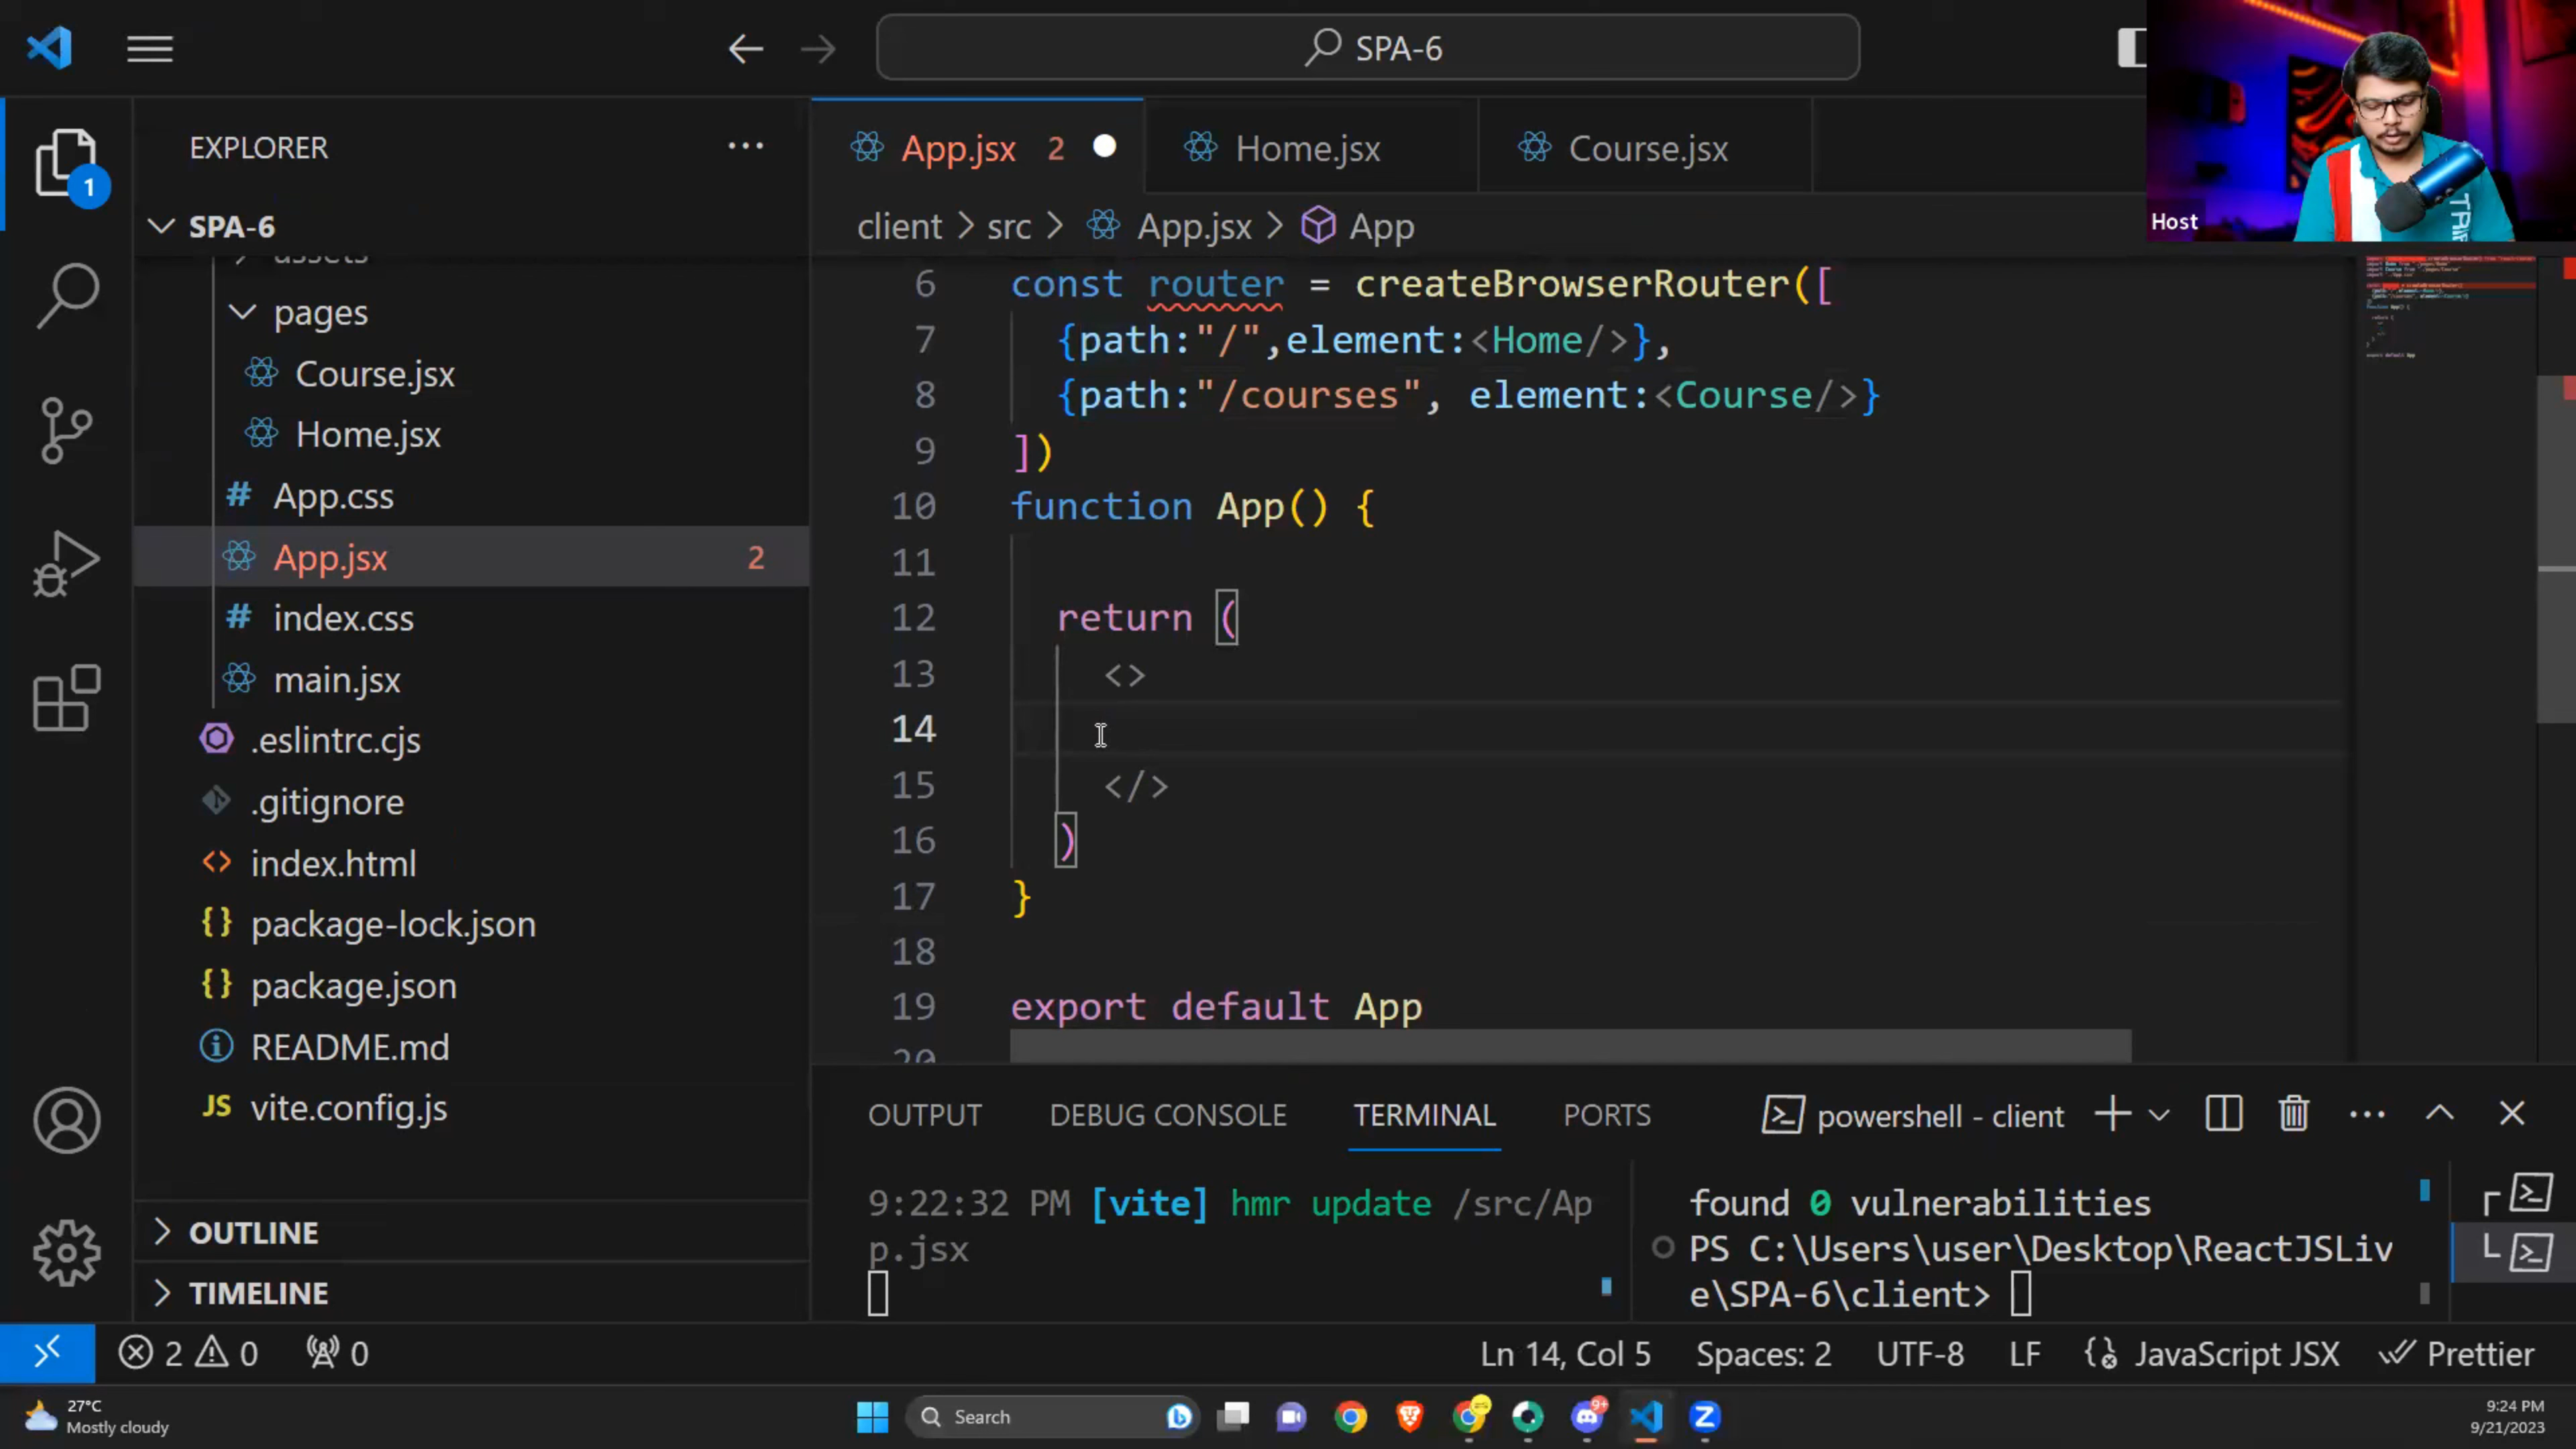 SPA-6
EXPLORER
App.jsx 2
Home.jsx
Course.jsx
1
SPA-6
client > src > App.jsx > App
Host
assets
pages
Course.jsx
Home.jsx
App.css
App.jsx 2
index.css
main.jsx
.eslintrc.cjs
.gitignore
index.html
package-lock.json
package.json
README.md
vite.config.js
OUTLINE
TIMELINE
6 const router = createBrowserRouter([
7 {path:"/",element:<Home/>},
8 {path:"/courses", element:<Course/>}
9 ])
10 function App() {
11
12 return (
13 <>
14
15 </>
16 )
17 }
18
19 export default App
20
OUTPUT DEBUG CONSOLE TERMINAL PORTS powershell - client
9:22:32 PM [vite] hmr update /src/Ap
p.jsx
found 0 vulnerabilities
PS C:\Users\user\Desktop\ReactJSLiv
e\SPA-6\client>
2 0 0 Ln 14, Col 5 Spaces: 2 UTF-8 LF JavaScript JSX Prettier
27°C
Mostly cloudy
Search
9+
9:24 PM
9/21/2023